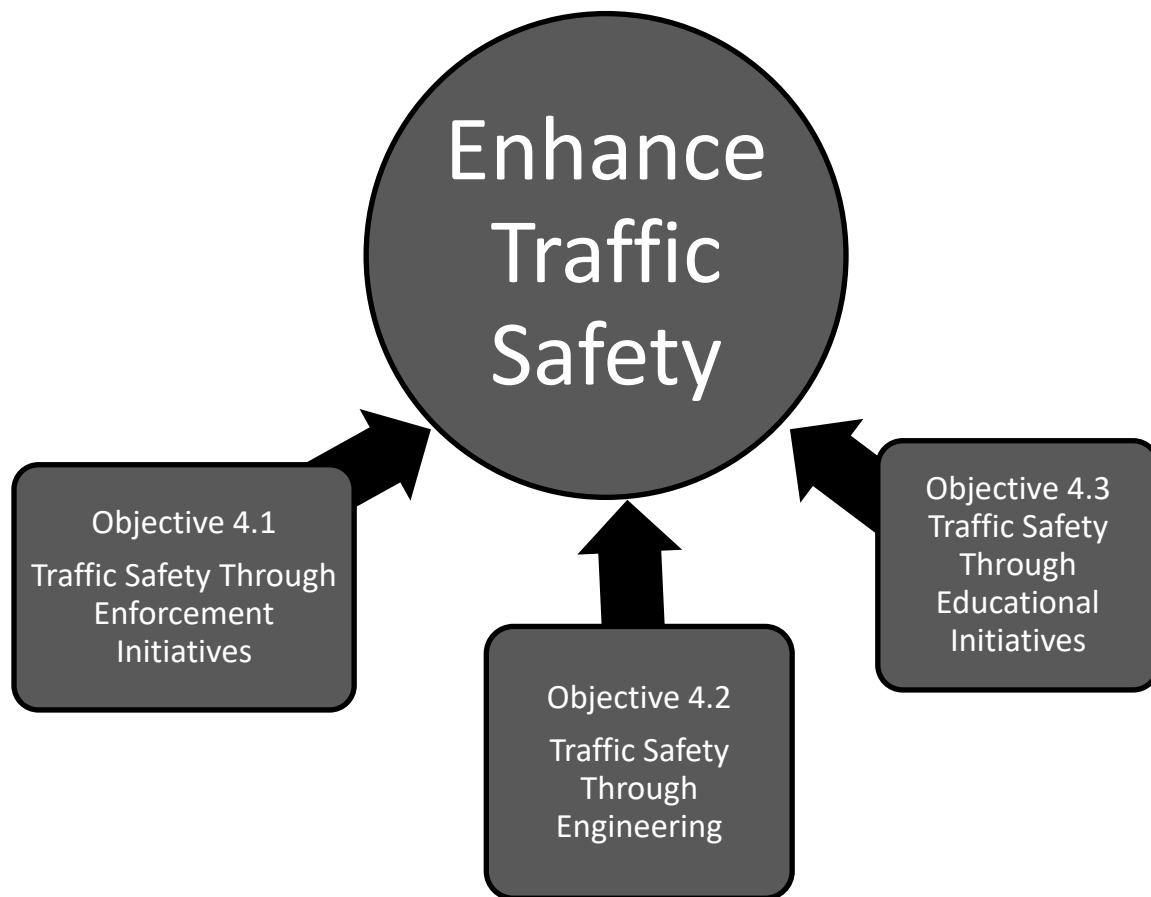 Enhance
Traffic
Safety
Objective 4.1
Traffic Safety Through
Enforcement
Initiatives
Objective 4.2
Traffic Safety
Through
Engineering
Objective 4.3
Traffic Safety
Through
Educational
Initiatives